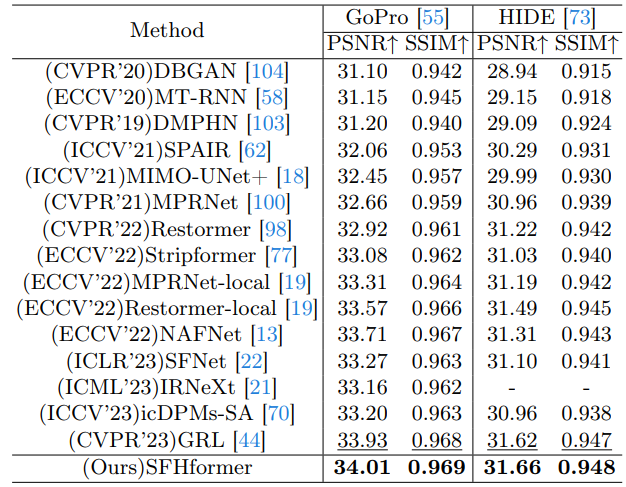 Method GoPro [55] HIDE [73]
PSNR↑ SSIM↑ PSNR↑ SSIM↑
(CVPR'20)DBGAN [104] 31.10 0.942 28.94 0.915
(ECCV'20)MT-RNN [58] 31.15 0.945 29.15 0.918
(CVPR'19)DMPHN [103] 31.20 0.940 29.09 0.924
(ICCV'21)SPAIR [62] 32.06 0.953 30.29 0.931
(ICCV'21)MIMO-UNet+ [18] 32.45 0.957 29.99 0.930
(CVPR'21)MPRNet [100] 32.66 0.959 30.96 0.939
(CVPR'22)Restormer [98] 32.92 0.961 31.22 0.942
(ECCV'22)Stripformer [77] 33.08 0.962 31.03 0.940
(ECCV'22)MPRNet-local [19] 33.31 0.964 31.19 0.942
(ECCV'22)Restormer-local [19] 33.57 0.966 31.49 0.945
(ECCV'22)NAFNet [13] 33.71 0.967 31.31 0.943
(ICLR'23)SFNet [22] 33.27 0.963 31.10 0.941
(ICML'23)IRNeXt [21] 33.16 0.962 - -
(ICCV'23)icDPMs-SA [70] 33.20 0.963 30.96 0.938
(CVPR'23)GRL [44] 33.93 0.968 31.62 0.947
(Ours)SFHformer 34.01 0.969 31.66 0.948